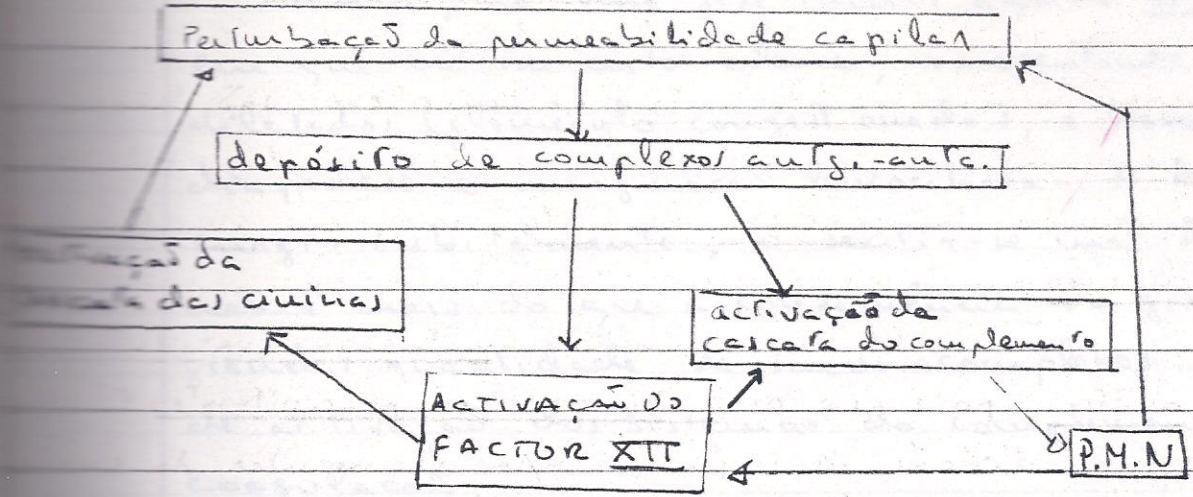 Perturbação da permeabilidade capilar
depósito de complexos antg.-antc.
da
das cininas
activação da
cascata do complemento
ACTIVAÇÃO DO
FACTOR XII
P.M.N